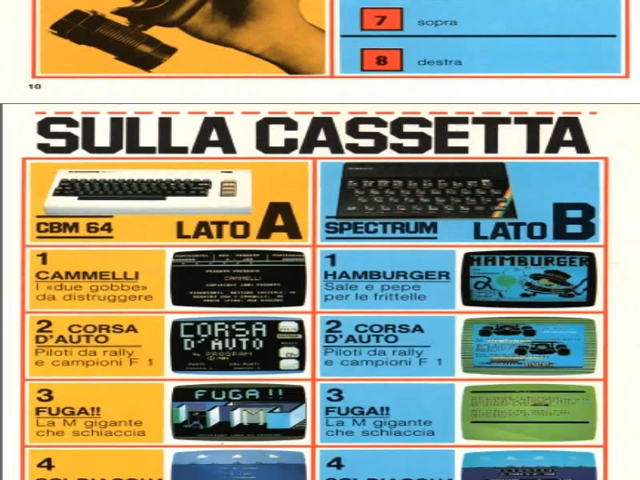 7 sopra
8 destra
10
SULLA CASSETTA
CBM 64 LATO A
SPECTRUM LATO B
1
CAMMELLI
I «due gobbe»
da distruggere
CAMMELLI
1
HAMBURGER
Sale e pepe
per le frittelle
HAMBURGER
2 CORSA
D'AUTO
Piloti da rally
e campioni F 1
CORSA
D'AUTO
2 CORSA
D'AUTO
Piloti da rally
e campioni F 1
3
FUGA!!
La M gigante
che schiaccia
FUGA!!
3
FUGA!!
La M gigante
che schiaccia
4
4